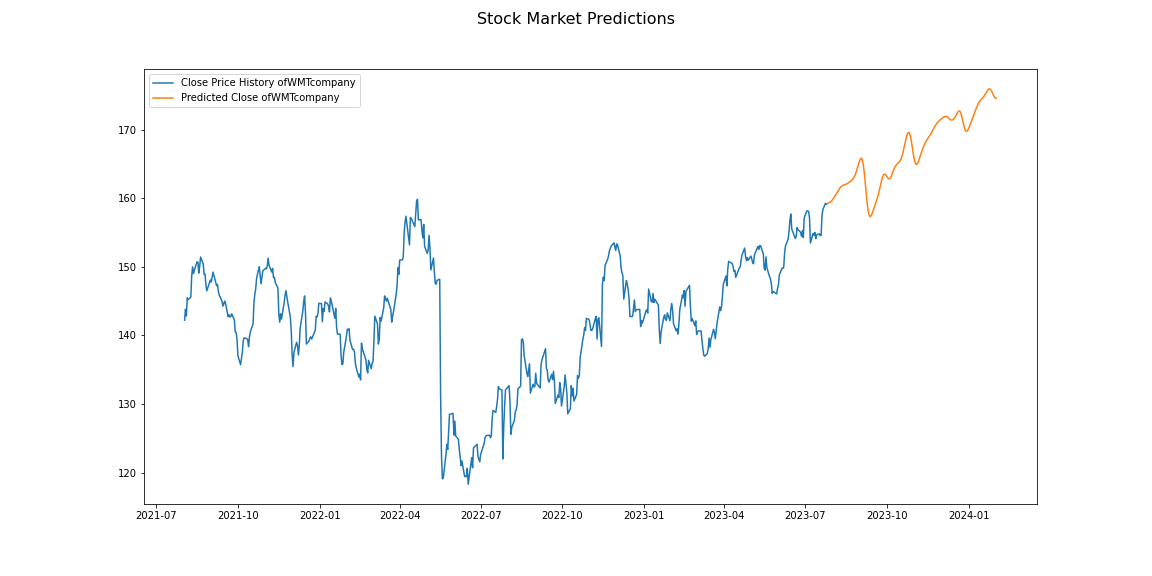 Stock Market Predictions
Close Price History ofWMTcompany
Predicted Close ofWMTcompany
170
160
150
140
130
120
2021-07 2021-10 2022-01 2022-04 2022-07 2022-10 2023-01 2023-04 2023-07 2023-10 2024-01